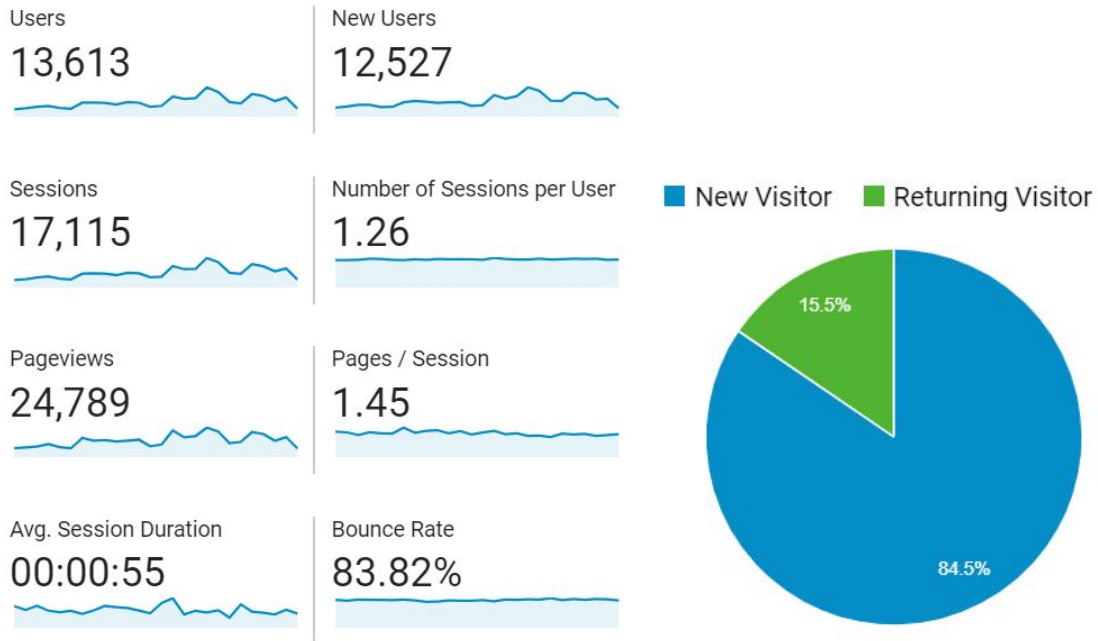 Users
13,613
New Users
12,527
Sessions
17,115
Number of Sessions per User
1.26
Pageviews
24,789
Pages / Session
1.45
Avg. Session Duration
00:00:55
Bounce Rate
83.82%
New Visitor
Returning Visitor
15.5%
84.5%